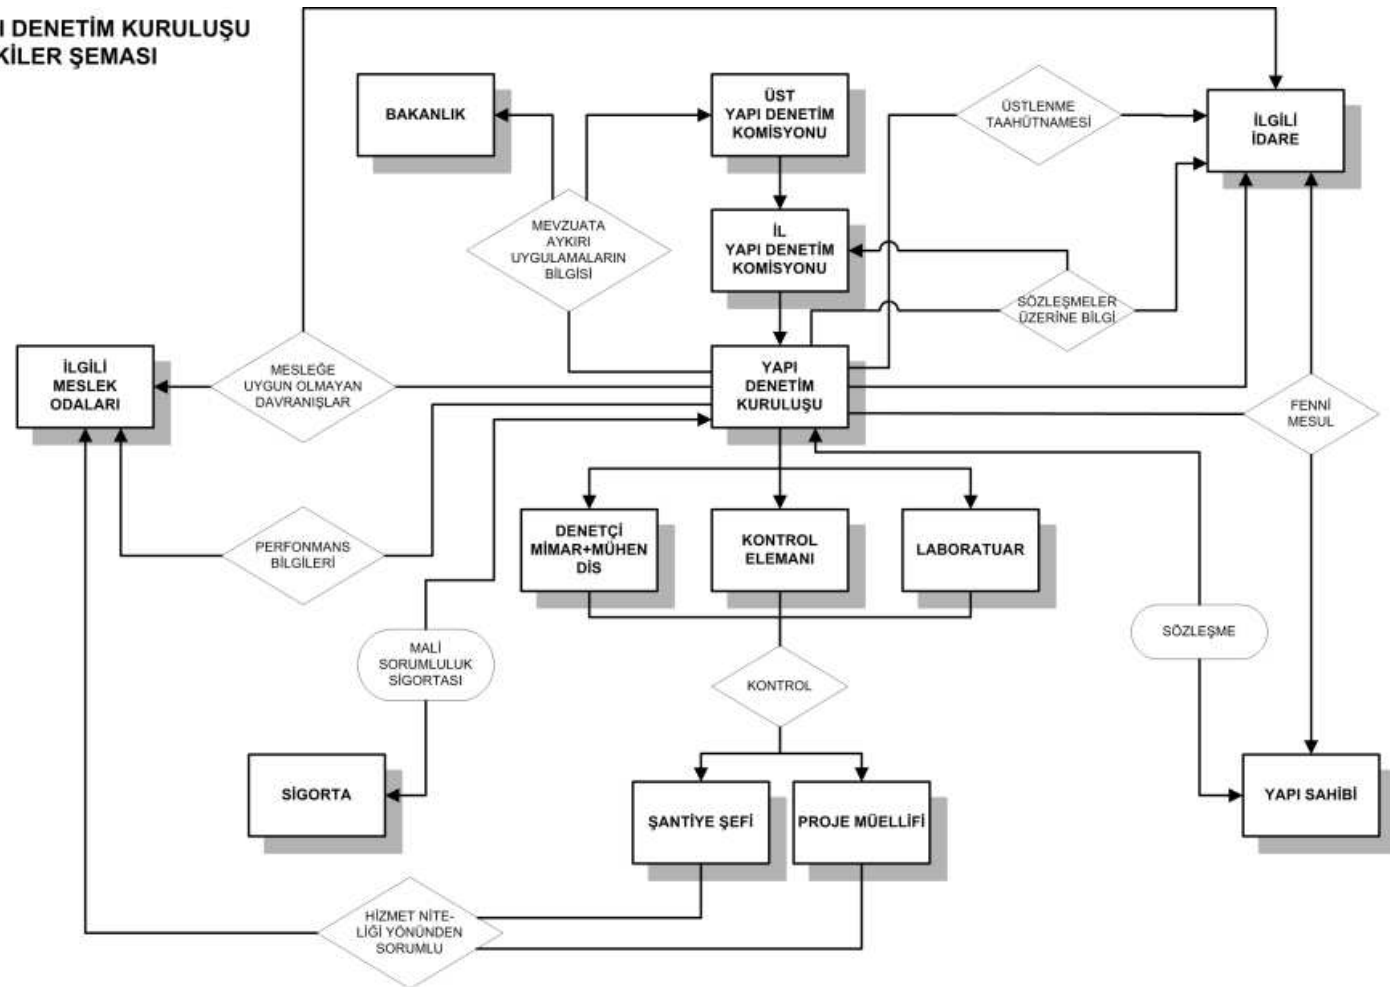 I DENETİM KURULUŞU
KİLER ŞEMASI
BAKANLIK
ÜST
YAPI DENETİM
KOMİSYONU
ÜSTLENME
TAAHÜTNAMESİ
İLGİLİ
İDARE
MEVZUATA
AYKIRI
UYGULAMALARIN
BİLGİSİ
İL
YAPI DENETİM
KOMİSYONU
SÖZLEŞMELER
ÜZERİNE BİLGİ
İLGİLİ
MESLEK
ODALARI
MESLEĞE
UYGUN OLMAYAN
DAVRANIŞLAR
YAPI
DENETİM
KURULUŞU
FENNİ
MESUL
PERFONMANS
BİLGİLERİ
DENETÇİ
MİMAR+MÜHEN
DİS
KONTROL
ELEMANI
LABORATUAR
MALİ
SORUMLULUK
SİGORTASI
KONTROL
SÖZLEŞME
SİGORTA
ŞANTİYE ŞEFİ
PROJE MÜELLİFİ
YAPI SAHİBİ
HİZMET NİTE-
LİĞİ YÖNÜNDEN
SORUMLU